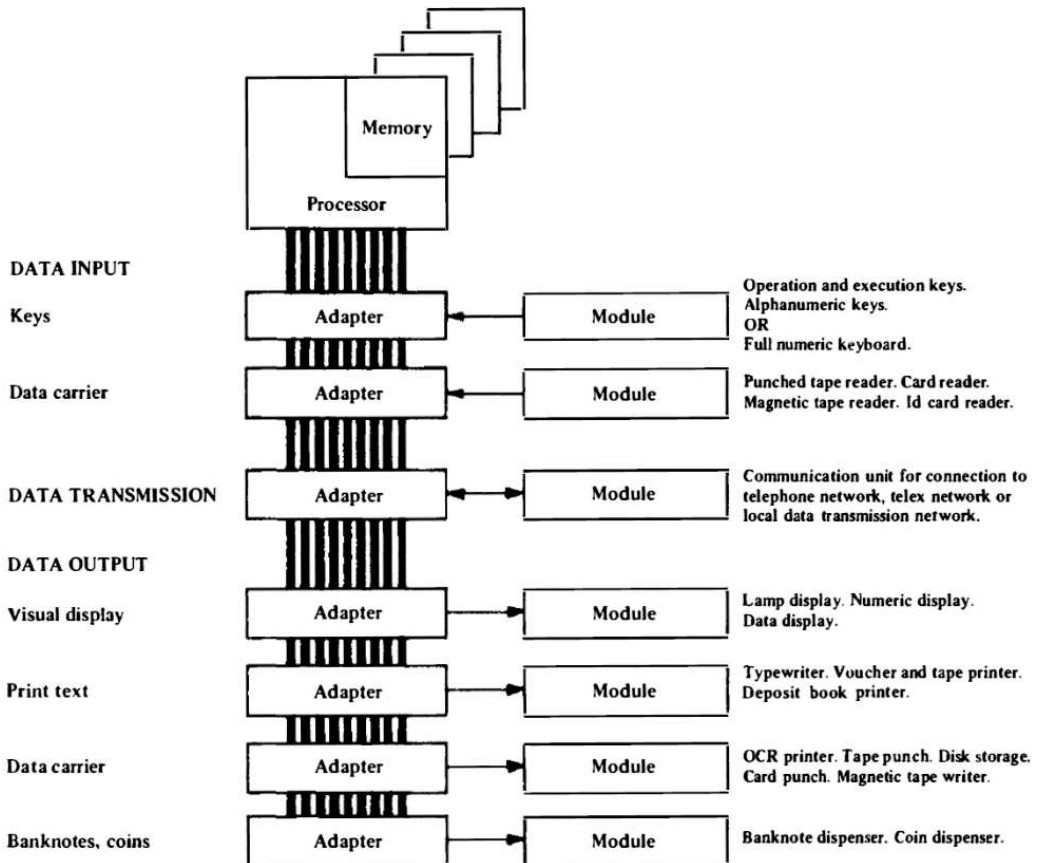 Memory
Processor
DATA INPUT
Keys
Adapter
Module
Operation and execution keys.
Alphanumeric keys.
OR
Full numeric keyboard.
Data carrier
Adapter
Module
Punched tape reader. Card reader.
Magnetic tape reader. Id card reader.
DATA TRANSMISSION
Adapter
Module
Communication unit for connection to
telephone network, telex network or
local data transmission network.
DATA OUTPUT
Visual display
Adapter
Module
Lamp display. Numeric display.
Data display.
Print text
Adapter
Module
Typewriter. Voucher and tape printer.
Deposit book printer.
Data carrier
Adapter
Module
OCR printer. Tape punch. Disk storage.
Card punch. Magnetic tape writer.
Banknotes, coins
Adapter
Module
Banknote dispenser. Coin dispenser.